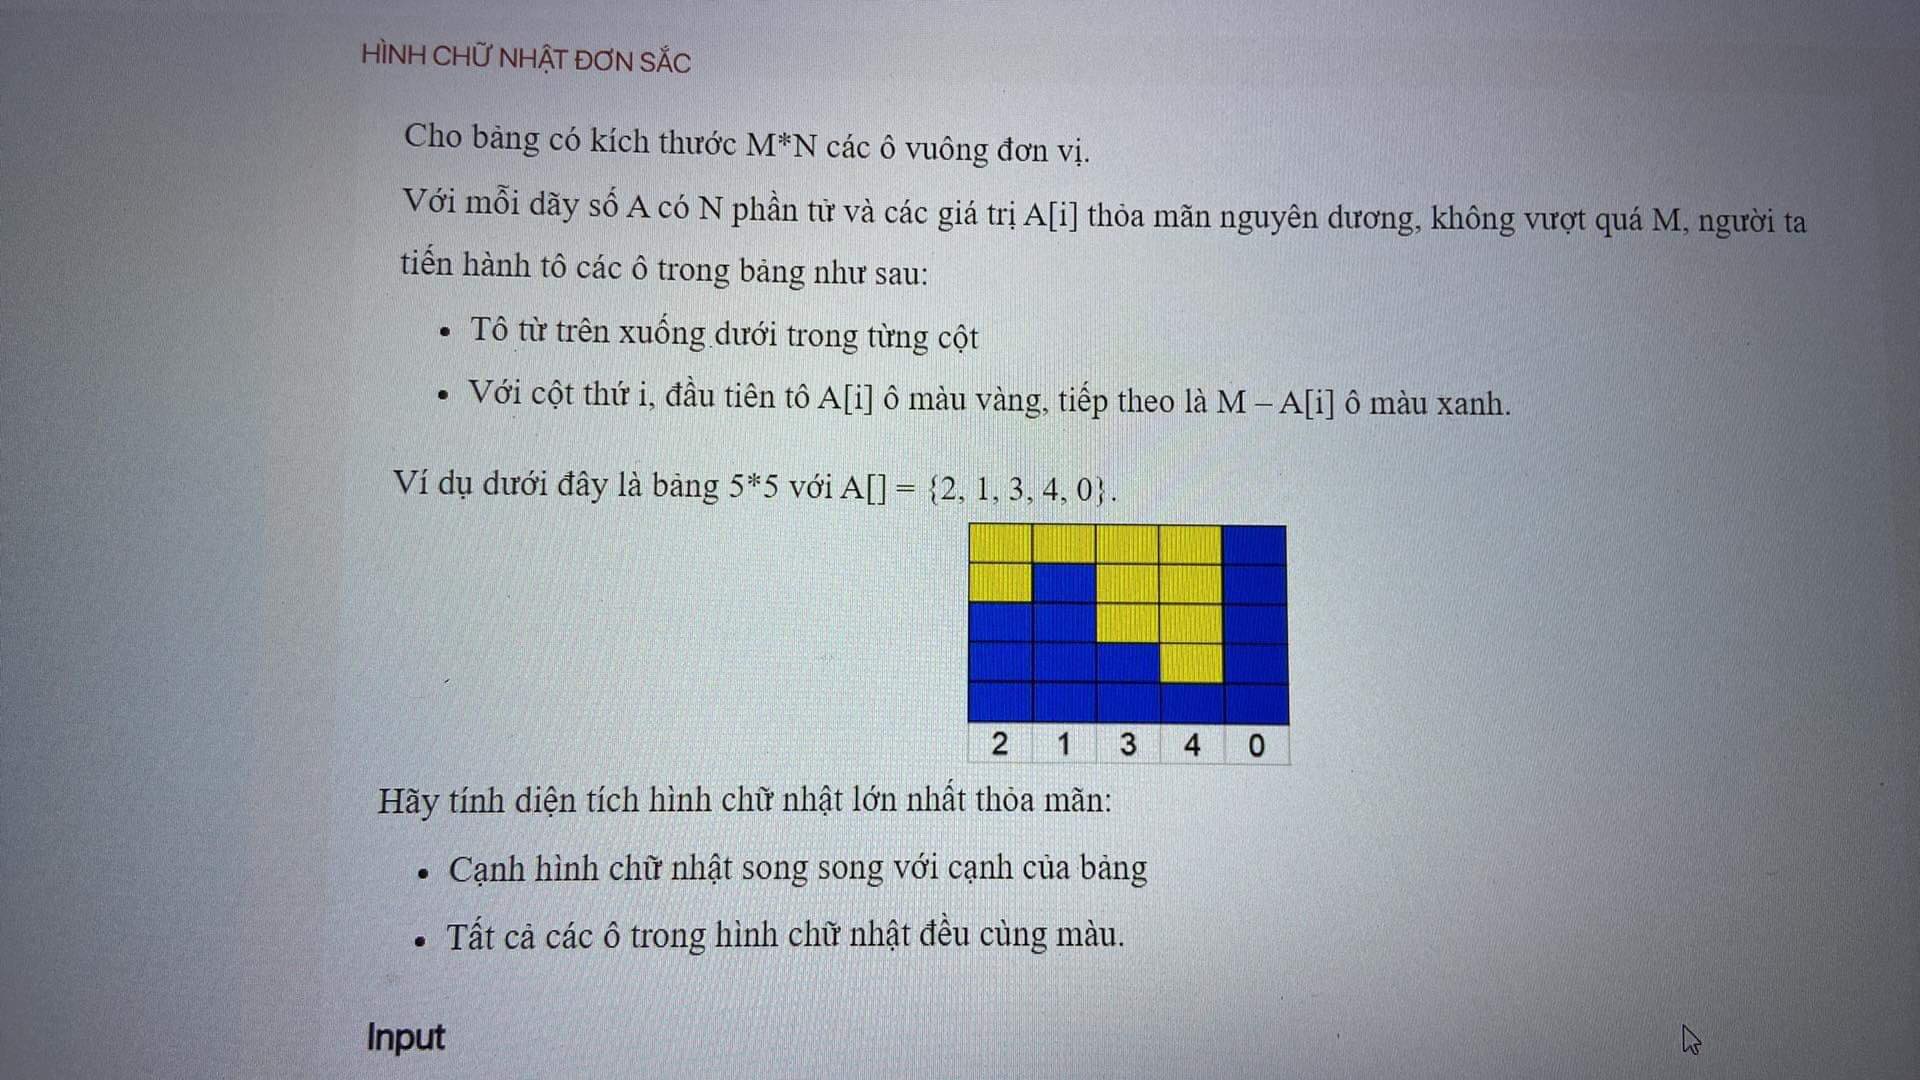 HÌNH CHỮ NHẬT ĐƠN SẮC
Cho bảng có kích thước M*N các ô vuông đơn vị.
Với mỗi dãy số A có N phần tử và các giá trị A[i] thỏa mãn nguyên dương, không vượt quá M, người ta
tiến hành tô các ô trong bảng như sau:
• Tô từ trên xuống dưới trong từng cột
• Với cột thứ i, đầu tiên tô A[i] ô màu vàng, tiếp theo là M – A[i] ô màu xanh.
Ví dụ dưới đây là bảng 5*5 với A[] = {2, 1, 3, 4, 0}.
2 1 3 4 0
Hãy tính diện tích hình chữ nhật lớn nhất thỏa mãn:
• Cạnh hình chữ nhật song song với cạnh của bảng
• Tất cả các ô trong hình chữ nhật đều cùng màu.
Input